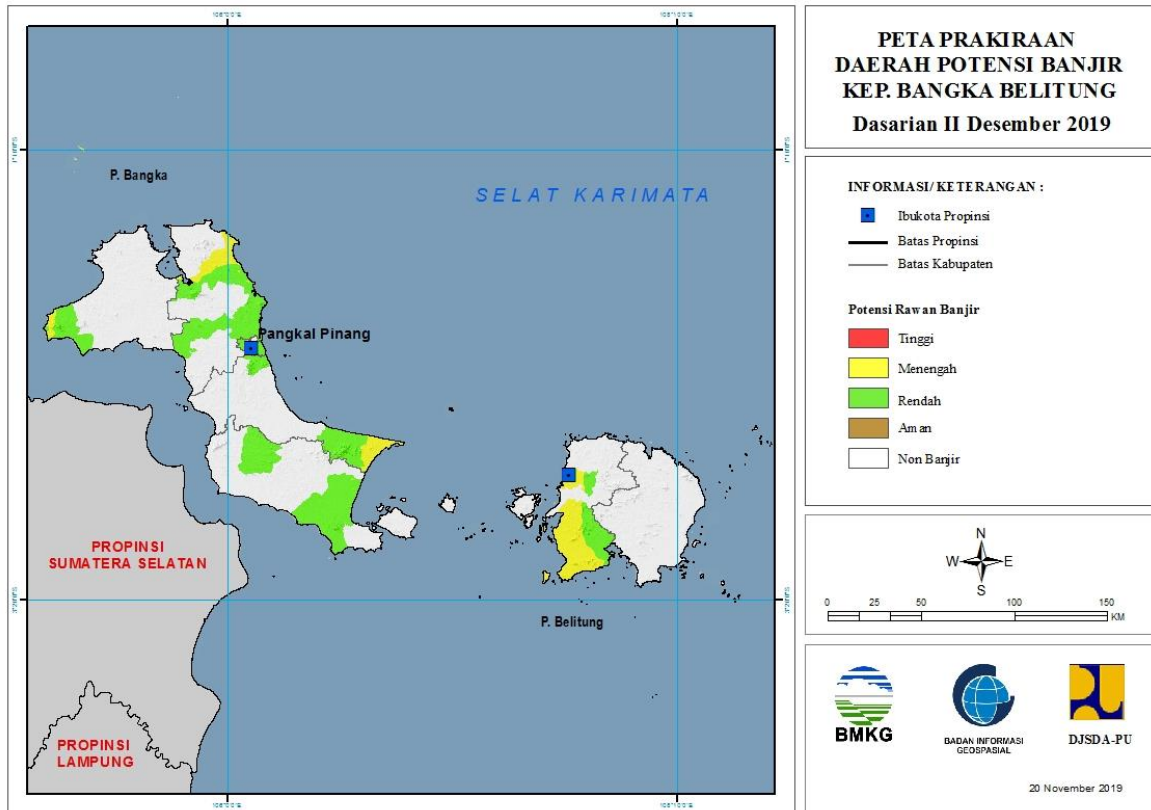 PETA PRAKIRAAN
DAERAH POTENSI BANJIR
KEP. BANGKA BELITUNG
Dasarian II Desember 2019
P. Bangka
SELAT KARIMATA
Pangkal Pinang
PROPINSI
SUMATERA SELATAN
P. Belitung
PROPINSI
LAMPUNG
INFORMASI/ KETERANGAN :
Ibukota Propinsi
Batas Propinsi
Batas Kabupaten
Potensi Rawan Banjir
Tinggi
Menengah
Rendah
Aman
Non Banjir
N
W E
S
0 25 50 100 150
KM
BMKG
BADAN INFORMASI
GEOSPASIAL
DJSDA-PU
20 November 2019